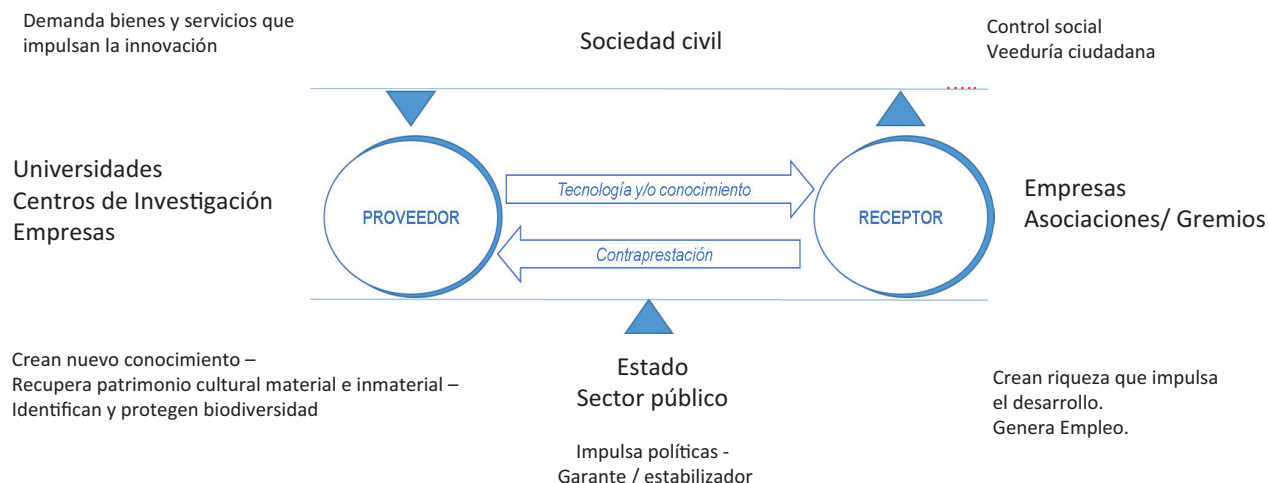 Demanda bienes y servicios que
impulsan la innovación
Sociedad civil
Control social
Veeduría ciudadana
Universidades
Centros de Investigación
Empresas
PROVEEDOR
Tecnología y/o conocimiento
Contraprestación
RECEPTOR
Empresas
Asociaciones/ Gremios
Crean nuevo conocimiento –
Recupera patrimonio cultural material e inmaterial –
Identifican y protegen biodiversidad
Estado
Sector público
Impulsa políticas -
Garante / estabilizador
Crean riqueza que impulsa
el desarrollo.
Genera Empleo.